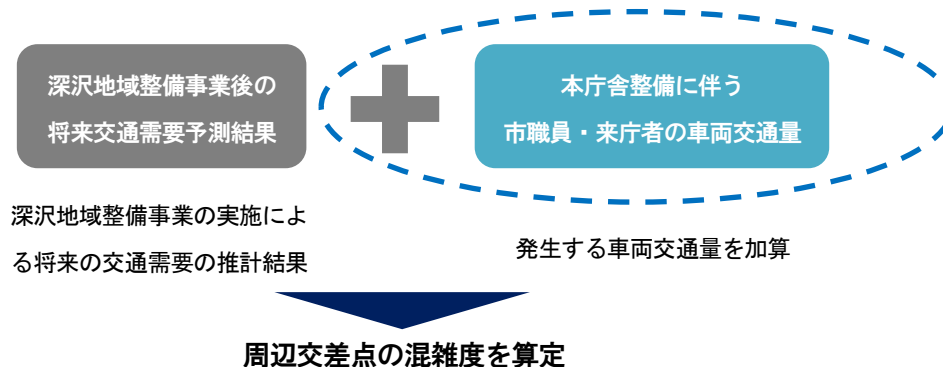 深沢地域整備事業後の
将来交通需要予測結果
本庁舎整備に伴う
市職員・来庁者の車両交通量
深沢地域整備事業の実施によ
る将来の交通需要の推計結果
発生する車両交通量を加算
周辺交差点の混雑度を算定